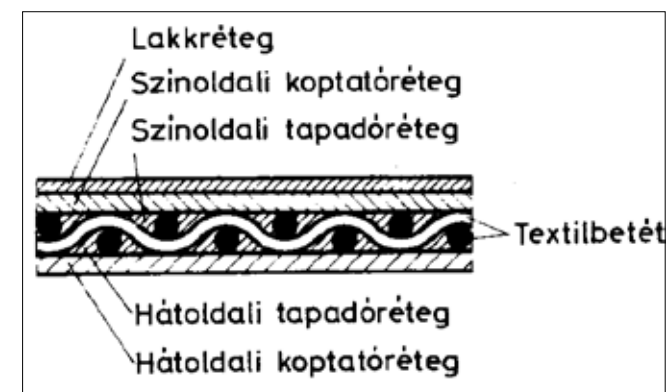 Lakkréteg
Szinoldali koptatóréteg
Szinoldali tapadóréteg
Textilbetét
Hátoldali tapadóréteg
Hátoldali koptatóréteg